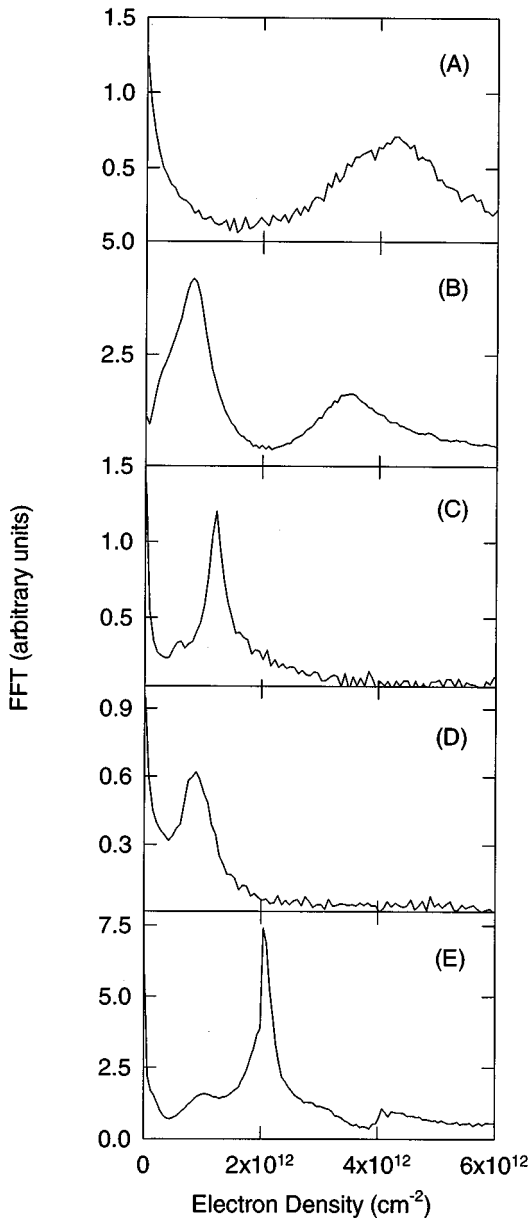 1.5
(A)
1.0
0.5
5.0
(B)
2.5
1.5
(C)
1.0
0.5
0.9
(D)
0.6
0.3
7.5
(E)
5.0
2.5
0.0
0
2x10¹²
4x10¹²
6x10¹²
FFT (arbitrary units)
Electron Density (cm⁻²)